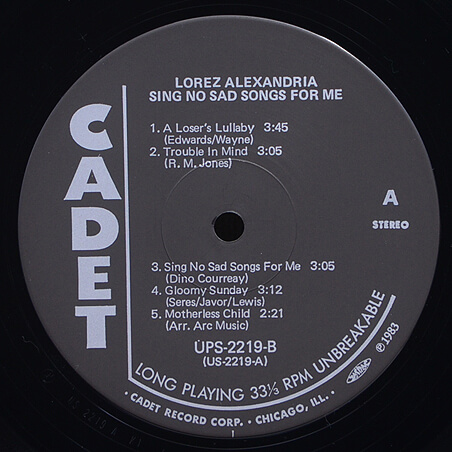 CADET
LOREZ ALEXANDRIA
SING NO SAD SONGS FOR ME
1. A Loser's Lullaby 3:45
(Edwards/Wayne)
2. Trouble In Mind 3:05
(R. M. Jones)
A
STEREO
3. Sing No Sad Songs For Me 3:05
(Dino Courreay)
4. Gloomy Sunday 3:12
(Seres/Javor/Lewis)
5. Motherless Child 2:21
(Arr. Arc Music)
UPS-2219-B
(US-2219-A)
LONG PLAYING 33⅓ RPM UNBREAKABLE
℗ 1983
• CADET RECORD CORP. • CHICAGO, ILL. •